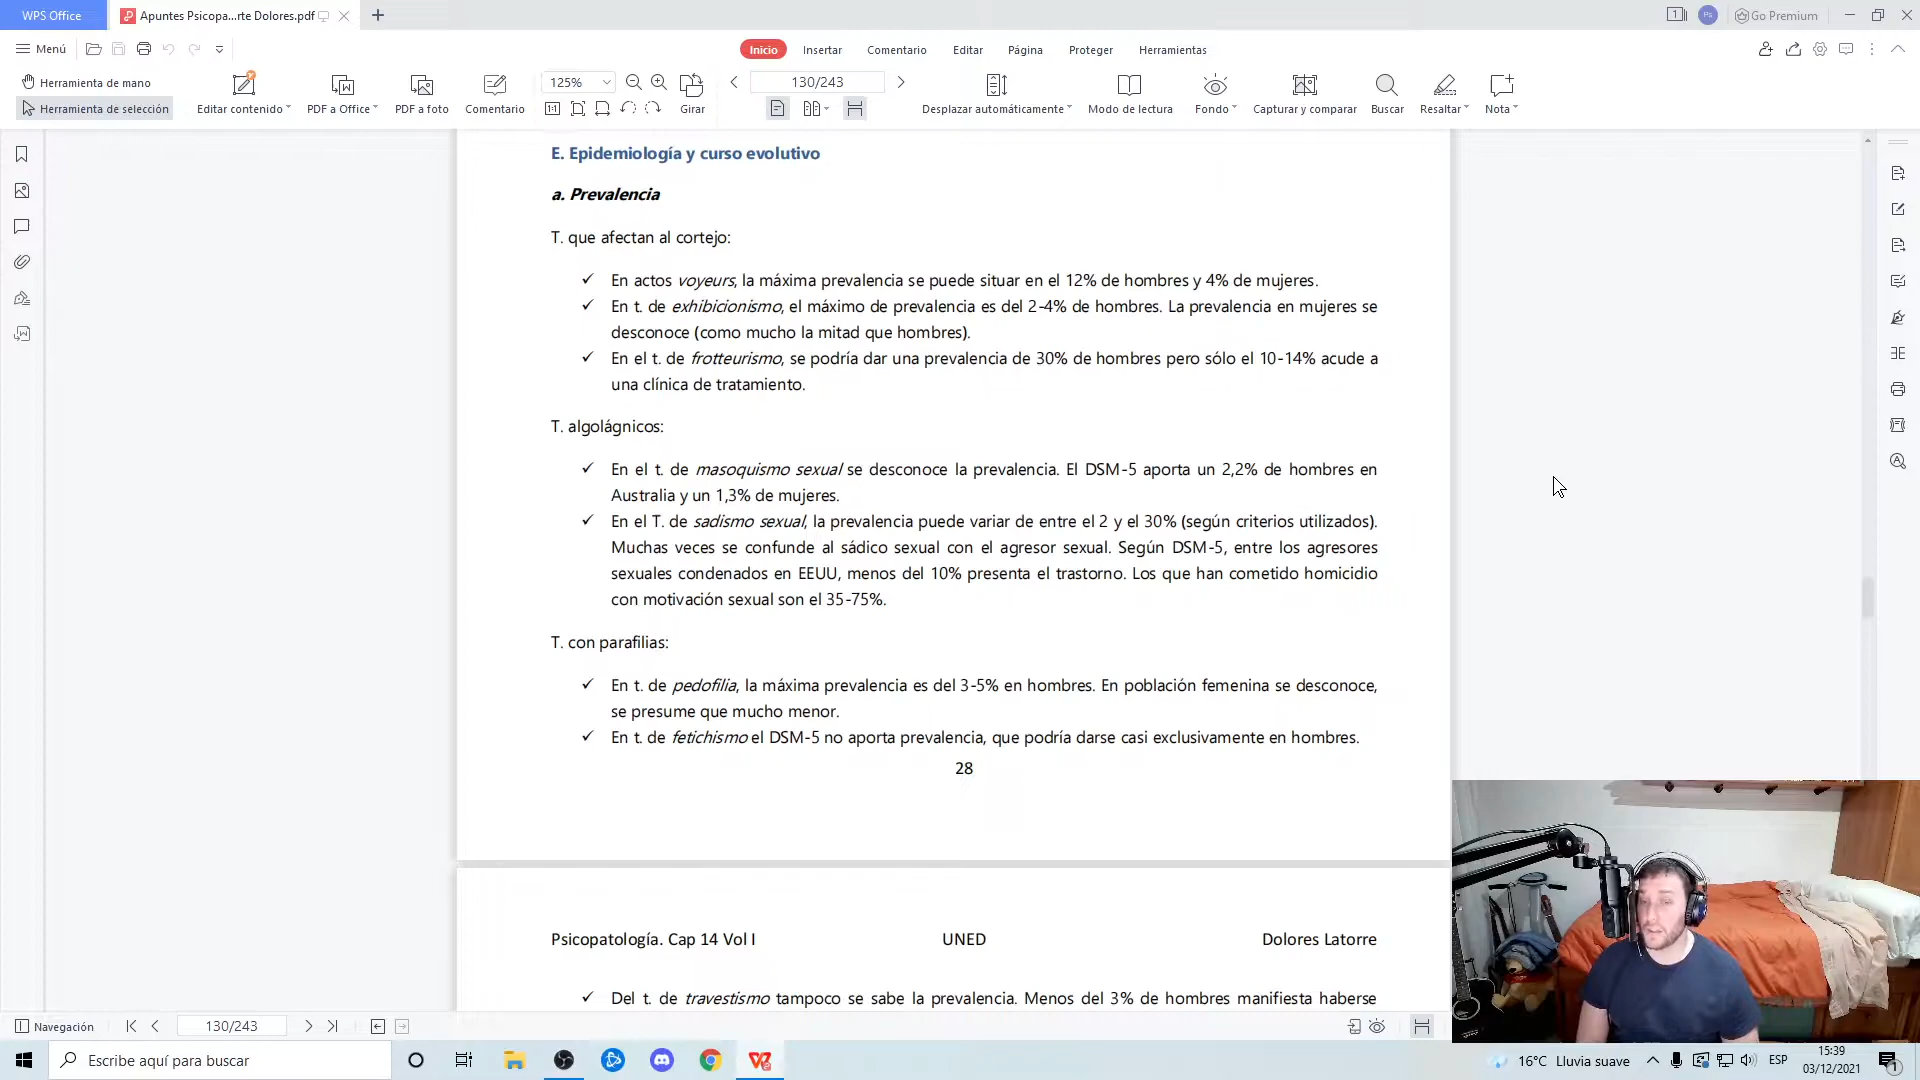 WPS Office
Apuntes Psicopa...rte Dolores.pdf
Go Premium
Menú
Inicio
Insertar
Comentario
Editar
Página
Proteger
Herramientas
Herramienta de mano
Herramienta de selección
Editar contenido
PDF a Office
PDF a foto
Comentario
125%
Girar
130/243
Desplazar automáticamente
Modo de lectura
Fondo
Capturar y comparar
Buscar
Resaltar
Nota
E. Epidemiología y curso evolutivo
a. Prevalencia
T. que afectan al cortejo:
✓ En actos voyeurs, la máxima prevalencia se puede situar en el 12% de hombres y 4% de mujeres.
✓ En t. de exhibicionismo, el máximo de prevalencia es del 2-4% de hombres. La prevalencia en mujeres se
desconoce (como mucho la mitad que hombres).
✓ En el t. de frotteurismo, se podría dar una prevalencia de 30% de hombres pero sólo el 10-14% acude a
una clínica de tratamiento.
T. algolágnicos:
✓ En el t. de masoquismo sexual se desconoce la prevalencia. El DSM-5 aporta un 2,2% de hombres en
Australia y un 1,3% de mujeres.
✓ En el T. de sadismo sexual, la prevalencia puede variar de entre el 2 y el 30% (según criterios utilizados).
Muchas veces se confunde al sádico sexual con el agresor sexual. Según DSM-5, entre los agresores
sexuales condenados en EEUU, menos del 10% presenta el trastorno. Los que han cometido homicidio
con motivación sexual son el 35-75%.
T. con parafilias:
✓ En t. de pedofilia, la máxima prevalencia es del 3-5% en hombres. En población femenina se desconoce,
se presume que mucho menor.
✓ En t. de fetichismo el DSM-5 no aporta prevalencia, que podría darse casi exclusivamente en hombres.
28
Psicopatología. Cap 14 Vol I
UNED
Dolores Latorre
✓ Del t. de travestismo tampoco se sabe la prevalencia. Menos del 3% de hombres manifiesta haberse
Navegación
130/243
Escribe aquí para buscar
16°C Lluvia suave
ESP
15:39
03/12/2021